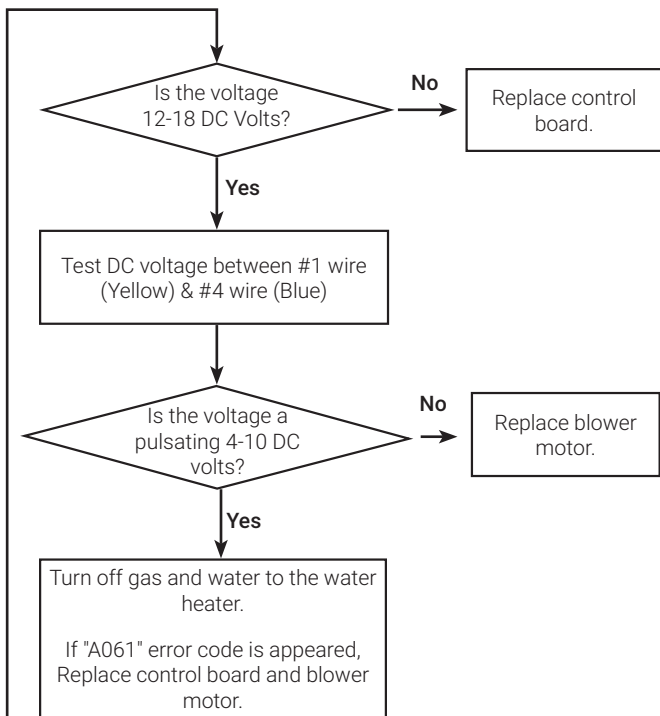 Is the voltage
12-18 DC Volts?
No
Replace control
board.
Yes
Test DC voltage between #1 wire
(Yellow) & #4 wire (Blue)
Is the voltage a
pulsating 4-10 DC
volts?
No
Replace blower
motor.
Yes
Turn off gas and water to the water
heater.
If "A061" error code is appeared,
Replace control board and blower
motor.